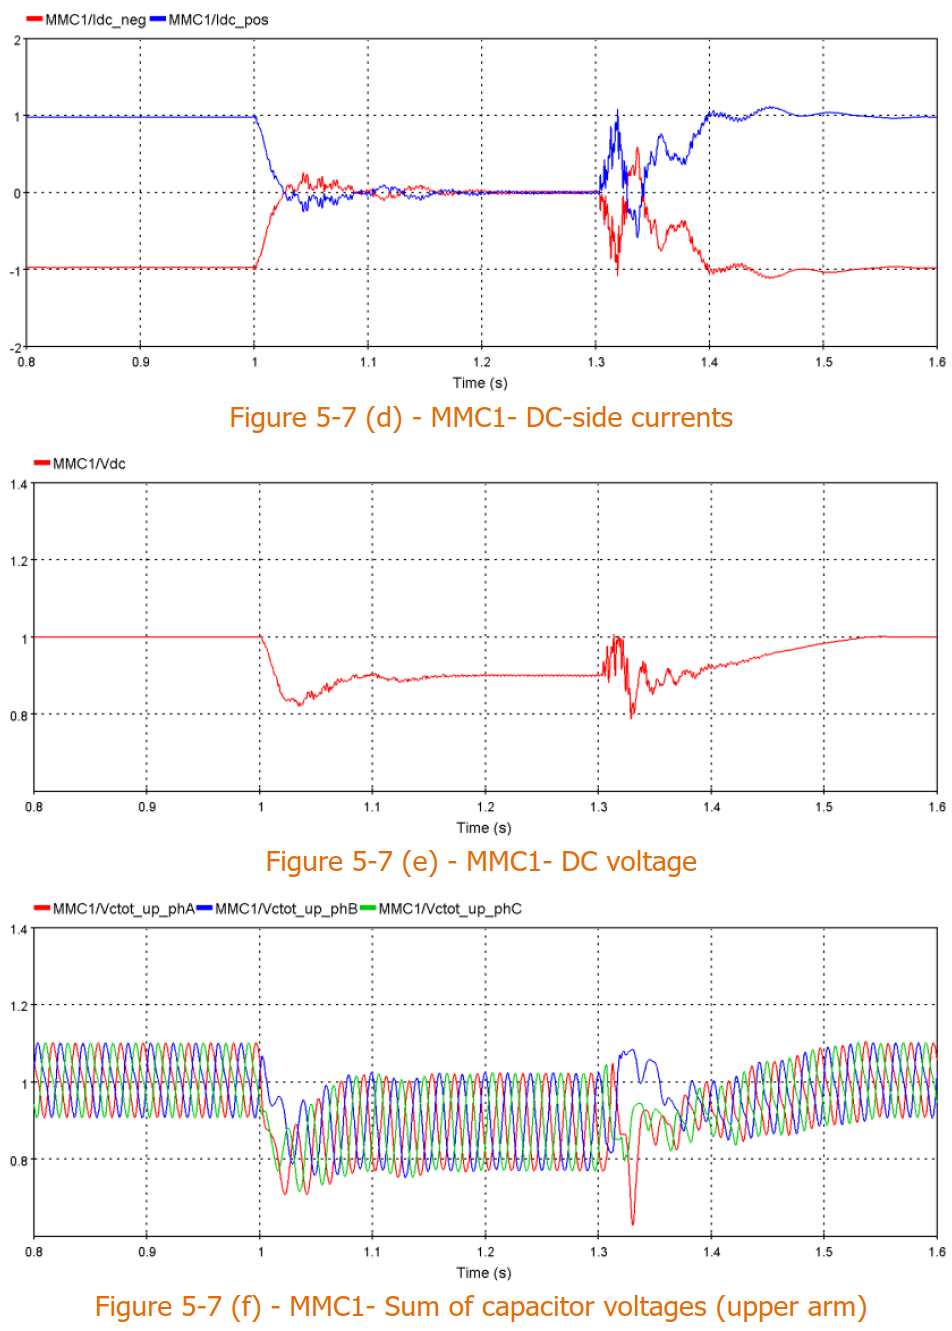 MMC1/Idc_neg MMC1/Idc_pos
2
1
0
-1
-2
0.8 0.9 1 1.1 1.2 1.3 1.4 1.5 1.6
Time (s)
Figure 5-7 (d) - MMC1- DC-side currents
MMC1/Vdc
1.4
1.2
1
0.8
0.8 0.9 1 1.1 1.2 1.3 1.4 1.5 1.6
Time (s)
Figure 5-7 (e) - MMC1- DC voltage
MMC1/Vctot_up_phA MMC1/Vctot_up_phB MMC1/Vctot_up_phC
1.4
1.2
1
0.8
0.8 0.9 1 1.1 1.2 1.3 1.4 1.5 1.6
Time (s)
Figure 5-7 (f) - MMC1- Sum of capacitor voltages (upper arm)